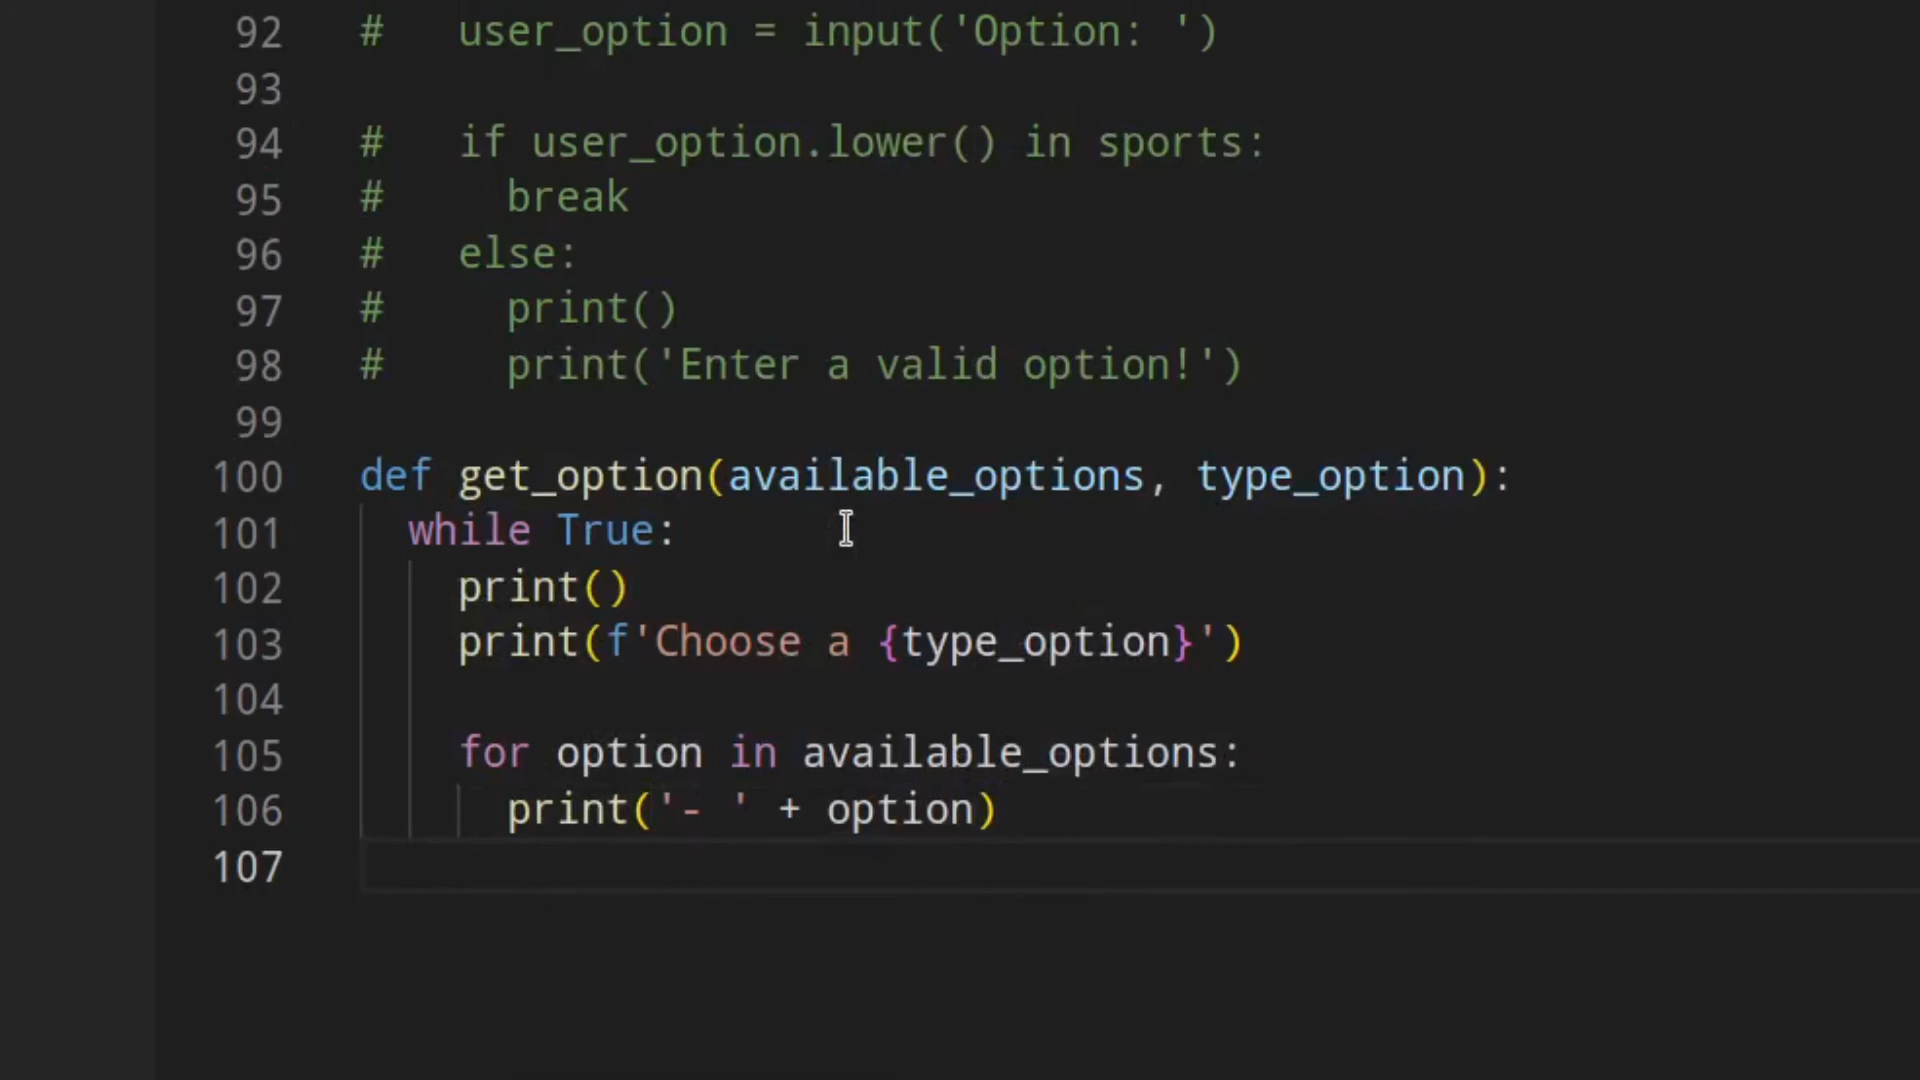 92 #   user_option = input('Option: ')
93
94 #   if user_option.lower() in sports:
95 #     break
96 #   else:
97 #     print()
98 #     print('Enter a valid option!')
99
100 def get_option(available_options, type_option):
101   while True:
102     print()
103     print(f'Choose a {type_option}')
104
105     for option in available_options:
106       print('- ' + option)
107